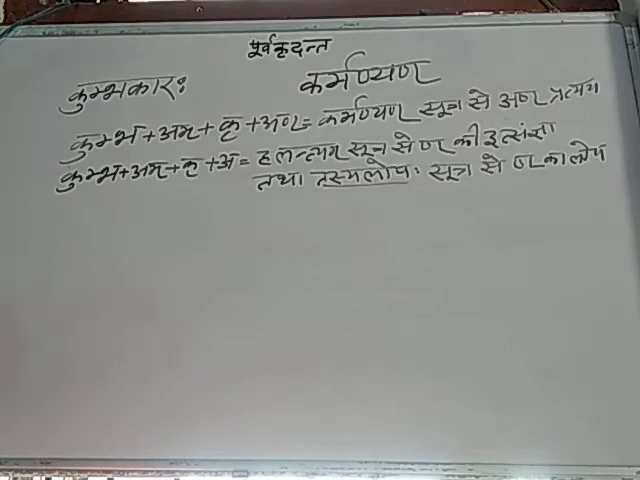 पूर्वकृदन्त
कुम्भकारः कर्मण्यण
कुम्भ+अम+कृ+अण= कर्मण्यण सूत्र से अण प्रत्यय
कुम्भ+अम+कृ+अ= हलन्त्यम सूत्र से ण की इत्संज्ञा
तथा तस्यलोपः सूत्र से ण का लोप